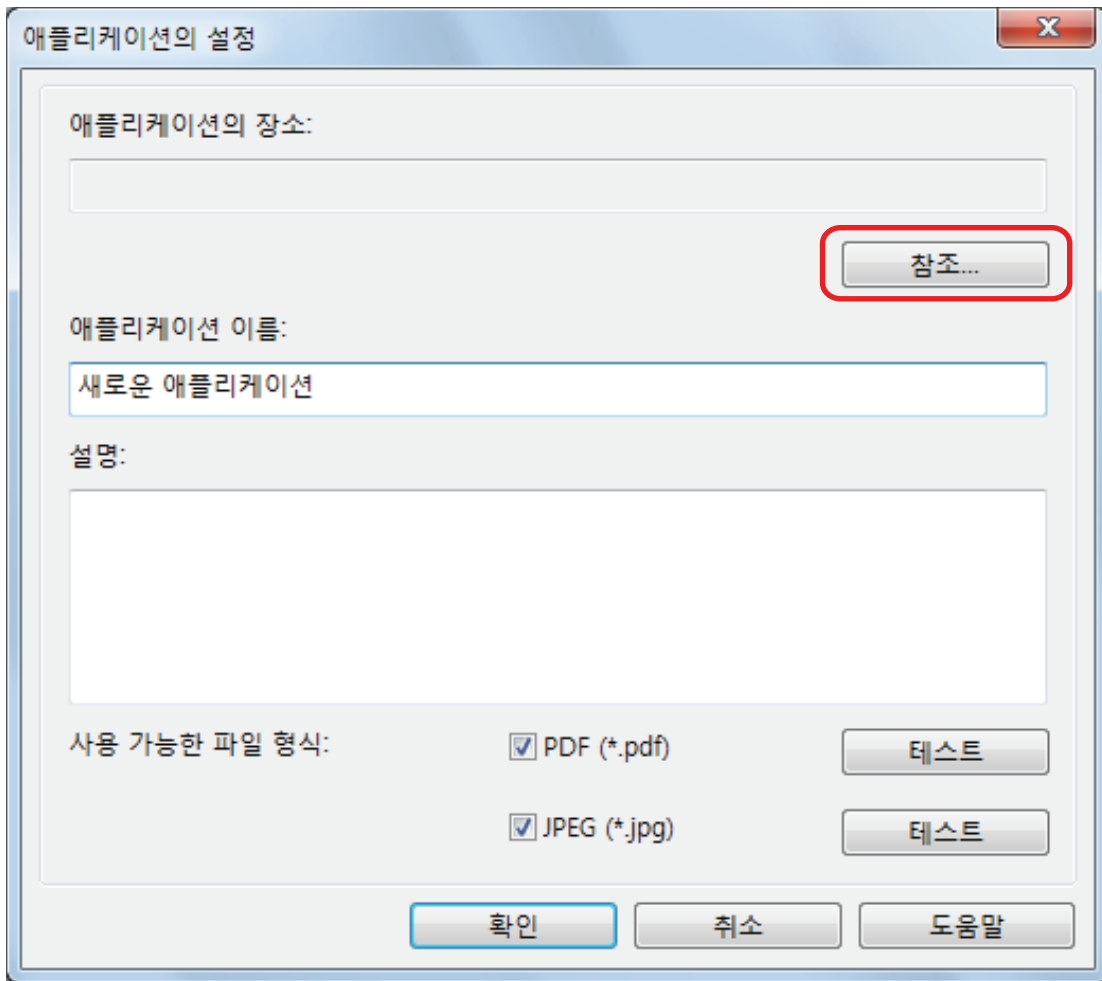 애플리케이션의 설정
애플리케이션의 장소:
참조...
애플리케이션 이름:
새로운 애플리케이션
설명:
사용 가능한 파일 형식:
PDF (*.pdf)
테스트
JPEG (*.jpg)
테스트
확인
취소
도움말